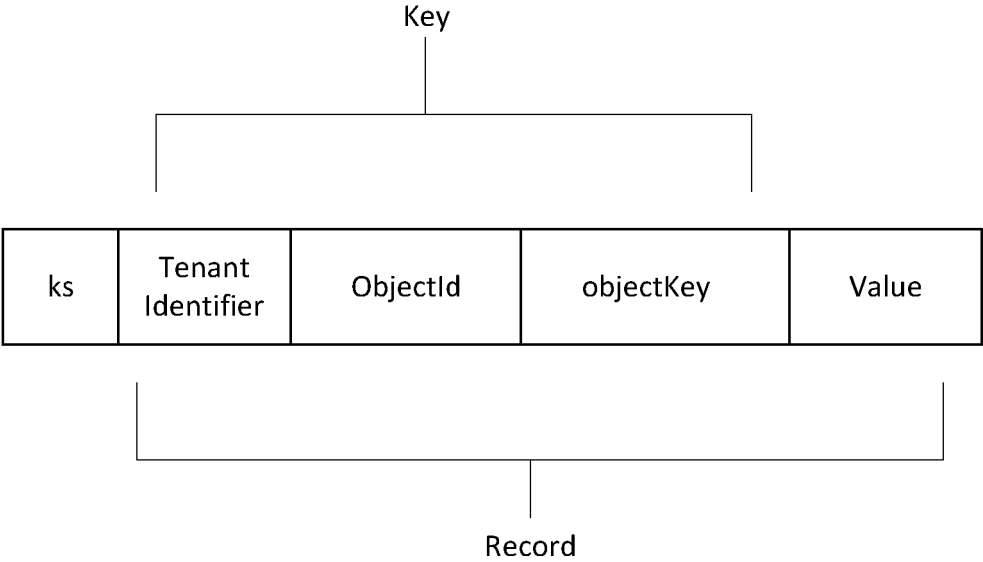 Key
ks
Tenant
Identifier
ObjectId
objectKey
Value
Record